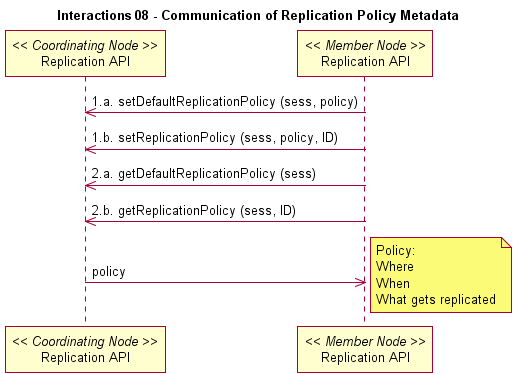 Interactions 08 - Communication of Replication Policy Metadata
<< Coordinating Node >>
Replication API
<< Member Node >>
Replication API
1.a. setDefaultReplicationPolicy (sess, policy)
1.b. setReplicationPolicy (sess, policy, ID)
2.a. getDefaultReplicationPolicy (sess)
2.b. getReplicationPolicy (sess, ID)
policy
Policy:
Where
When
What gets replicated
<< Coordinating Node >>
Replication API
<< Member Node >>
Replication API